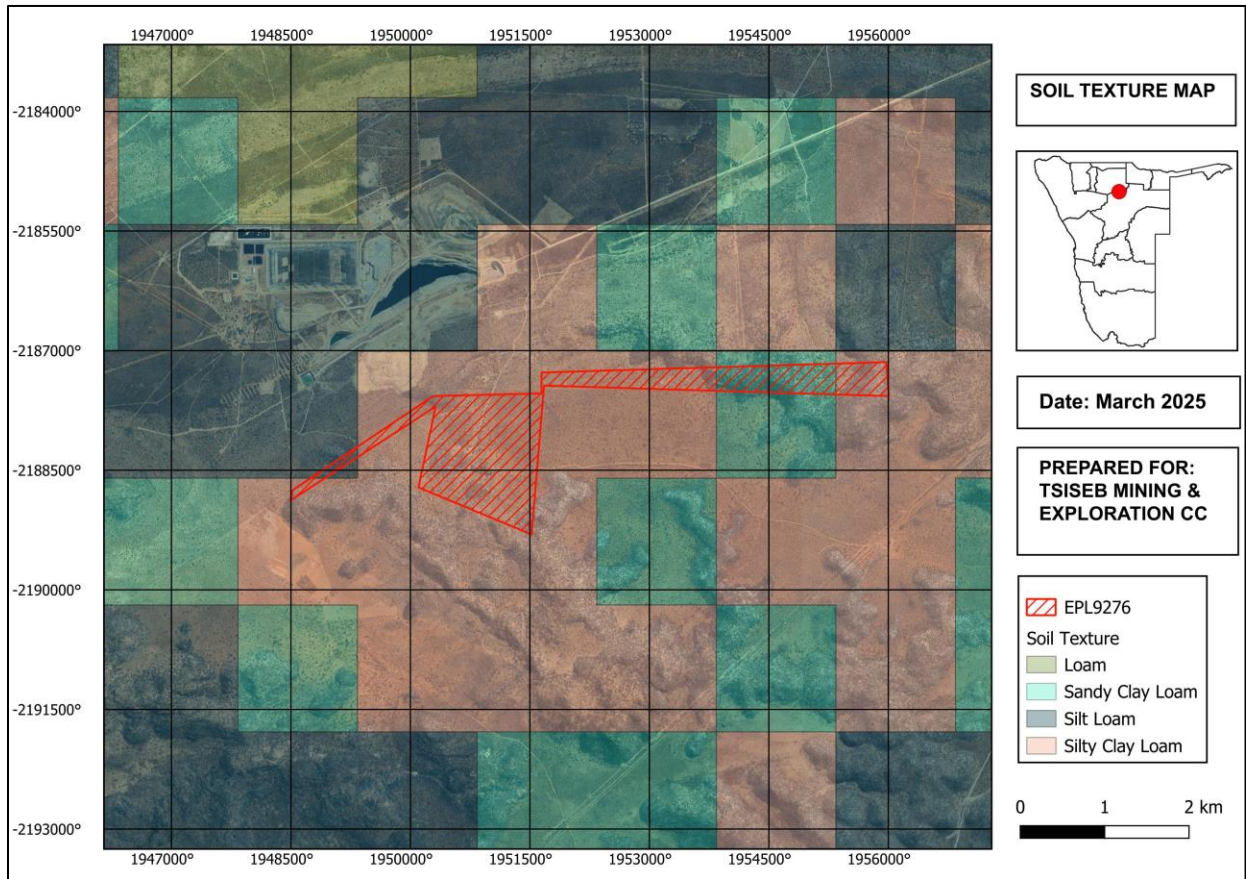 1947000° 1948500° 1950000° 1951500° 1953000° 1954500° 1956000°
-2184000°
-2185500°
-2187000°
-2188500°
-2190000°
-2191500°
-2193000°
1947000° 1948500° 1950000° 1951500° 1953000° 1954500° 1956000°
SOIL TEXTURE MAP
Date: March 2025
PREPARED FOR:
TSISEB MINING &
EXPLORATION CC
EPL9276
Soil Texture
Loam
Sandy Clay Loam
Silt Loam
Silty Clay Loam
0 1 2 km